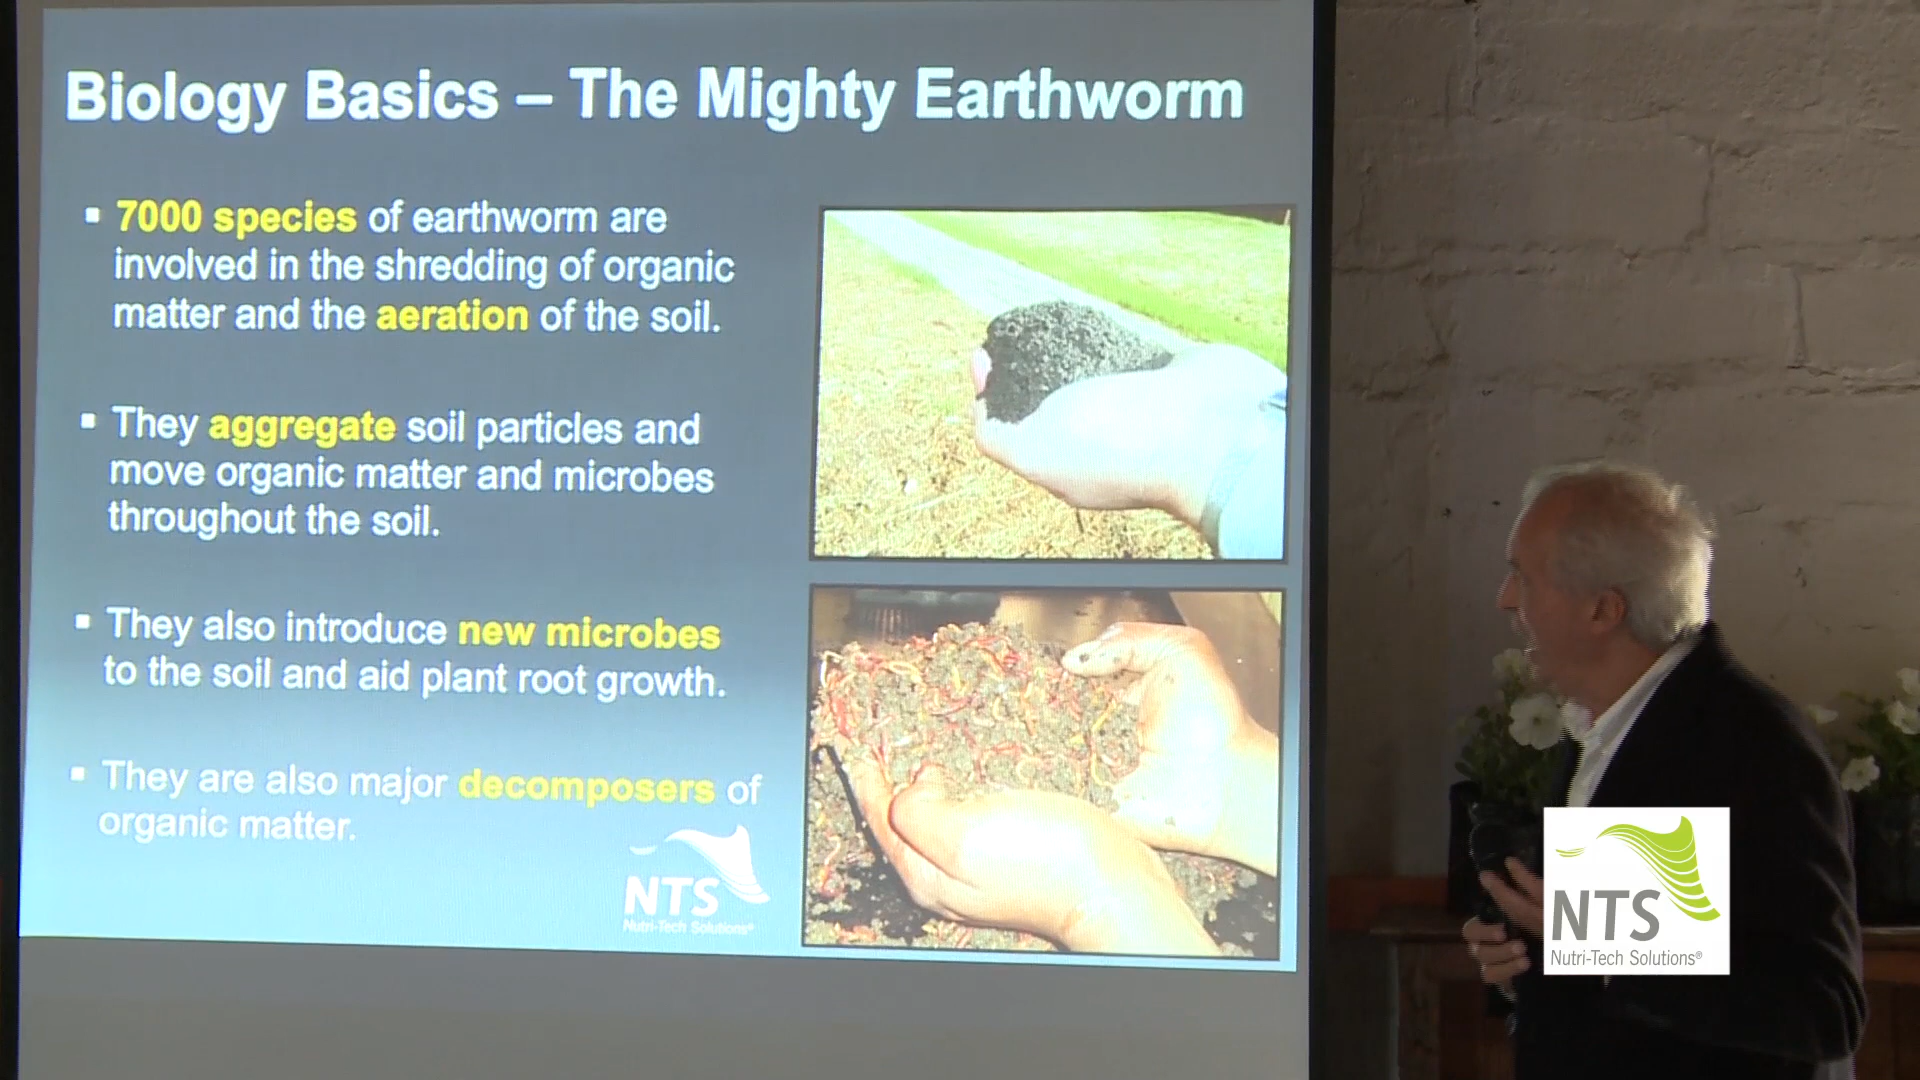 Biology Basics – The Mighty Earthworm
▪ 7000 species of earthworm are
involved in the shredding of organic
matter and the aeration of the soil.
▪ They aggregate soil particles and
move organic matter and microbes
throughout the soil.
▪ They also introduce new microbes
to the soil and aid plant root growth.
▪ They are also major decomposers of
organic matter.
NTS
Nutri-Tech Solutions®
NTS
Nutri-Tech Solutions®